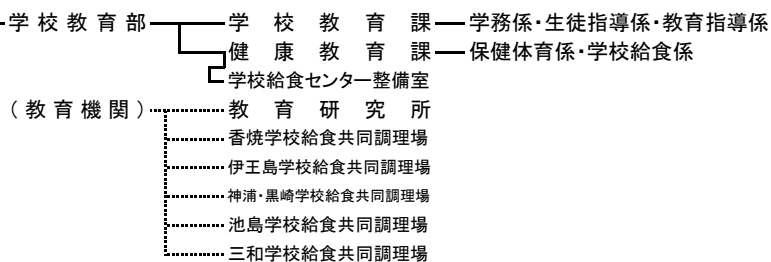 学校教育部 学校教育課 学務係・生徒指導係・教育指導係
健康教育課 保健体育係・学校給食係
学校給食センター整備室
(教育機関) 教育研究所
香焼学校給食共同調理場
伊王島学校給食共同調理場
神浦・黒崎学校給食共同調理場
池島学校給食共同調理場
三和学校給食共同調理場